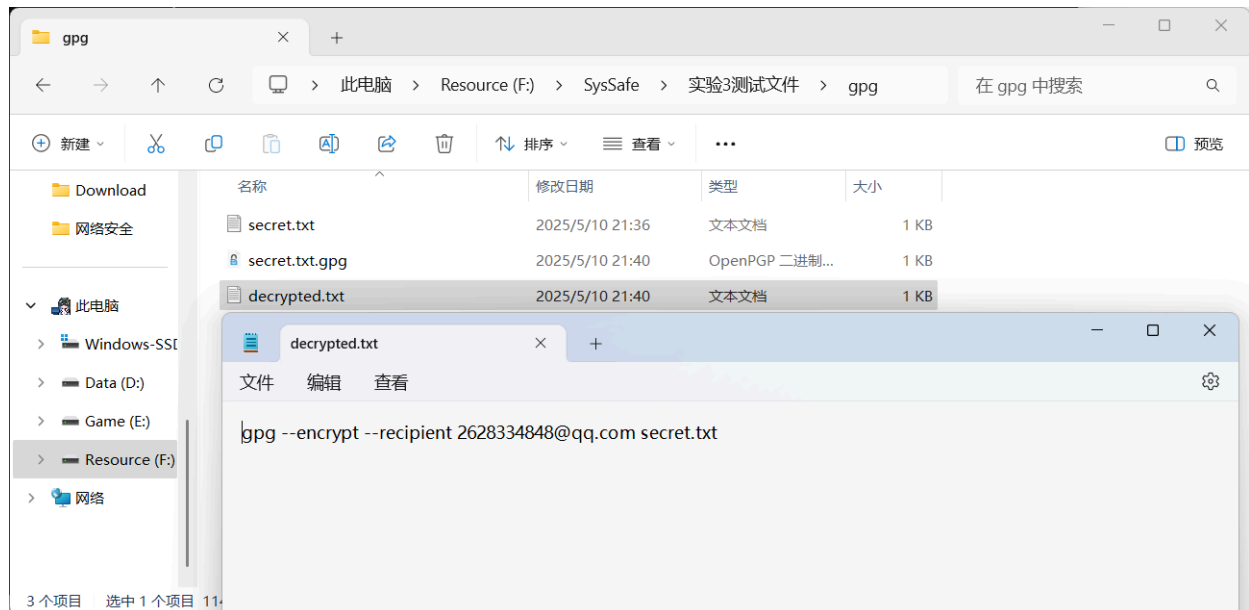 gpg
此电脑 > Resource (F:) > SysSafe > 实验3测试文件 > gpg
在 gpg 中搜索
新建 排序 查看 ... 预览
Download
网络安全
此电脑
Windows-SSD
Data (D:)
Game (E:)
Resource (F:)
网络
名称 修改日期 类型 大小
secret.txt 2025/5/10 21:36 文本文档 1 KB
secret.txt.gpg 2025/5/10 21:40 OpenPGP 二进制... 1 KB
decrypted.txt 2025/5/10 21:40 文本文档 1 KB
decrypted.txt
文件 编辑 查看
gpg --encrypt --recipient 2628334848@qq.com secret.txt
3 个项目 选中 1 个项目